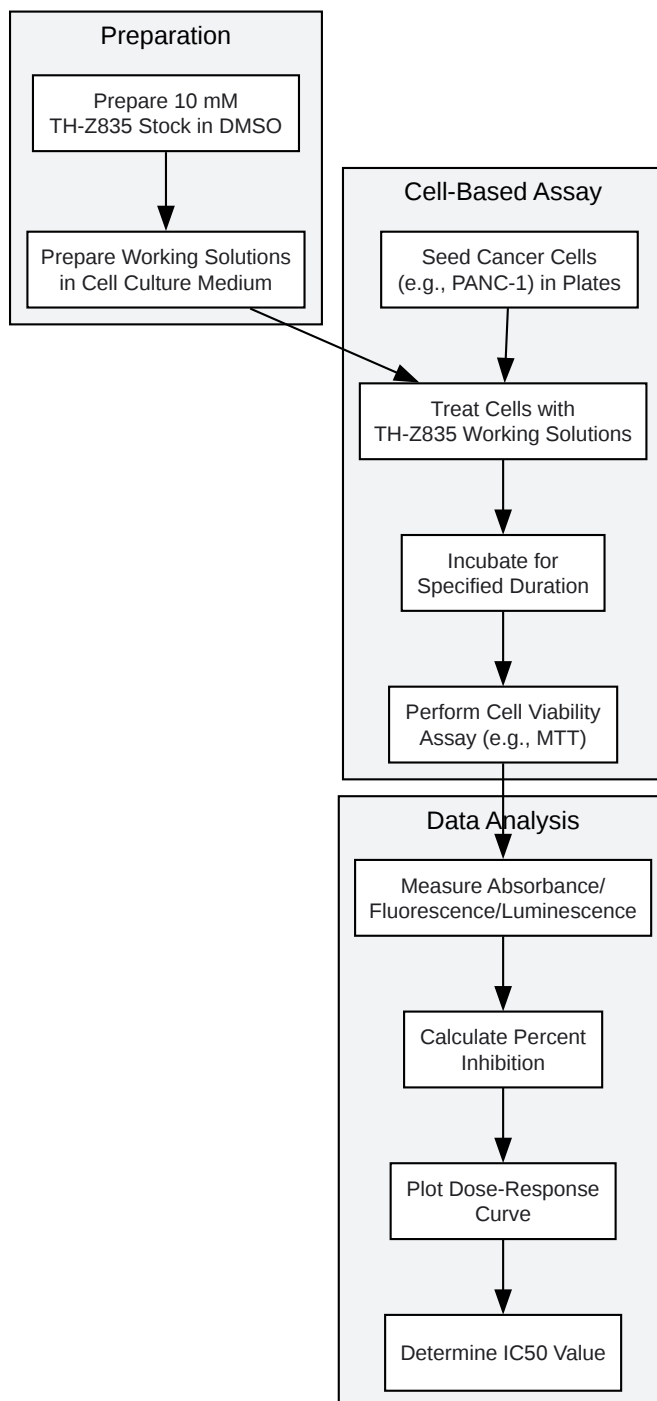 Preparation
Prepare 10 mM
TH-Z835 Stock in DMSO
Prepare Working Solutions
in Cell Culture Medium
Cell-Based Assay
Seed Cancer Cells
(e.g., PANC-1) in Plates
Treat Cells with
TH-Z835 Working Solutions
Incubate for
Specified Duration
Perform Cell Viability
Assay (e.g., MTT)
Data Analysis
Measure Absorbance/
Fluorescence/Luminescence
Calculate Percent
Inhibition
Plot Dose-Response
Curve
Determine IC50 Value